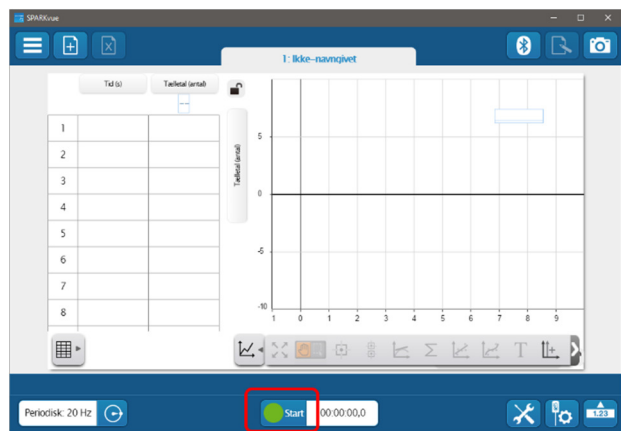 SPARKvue
1: Ikke-navngivet
Tid (s)
Tælletal (antal)
--
1
2
3
4
5
6
7
8
Tælletal (antal)
5
0
-5
-10
1 0 1 2 3 4 5 6 7 8 9
Σ
T
Periodisk: 20 Hz
Start
00:00:00,0
1.23